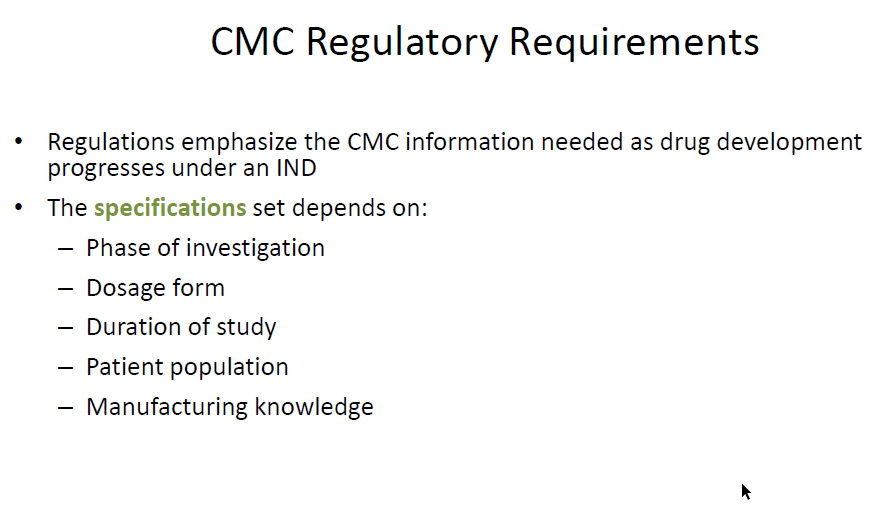 CMC Regulatory Requirements
• Regulations emphasize the CMC information needed as drug development
progresses under an IND
• The specifications set depends on:
– Phase of investigation
– Dosage form
– Duration of study
– Patient population
– Manufacturing knowledge